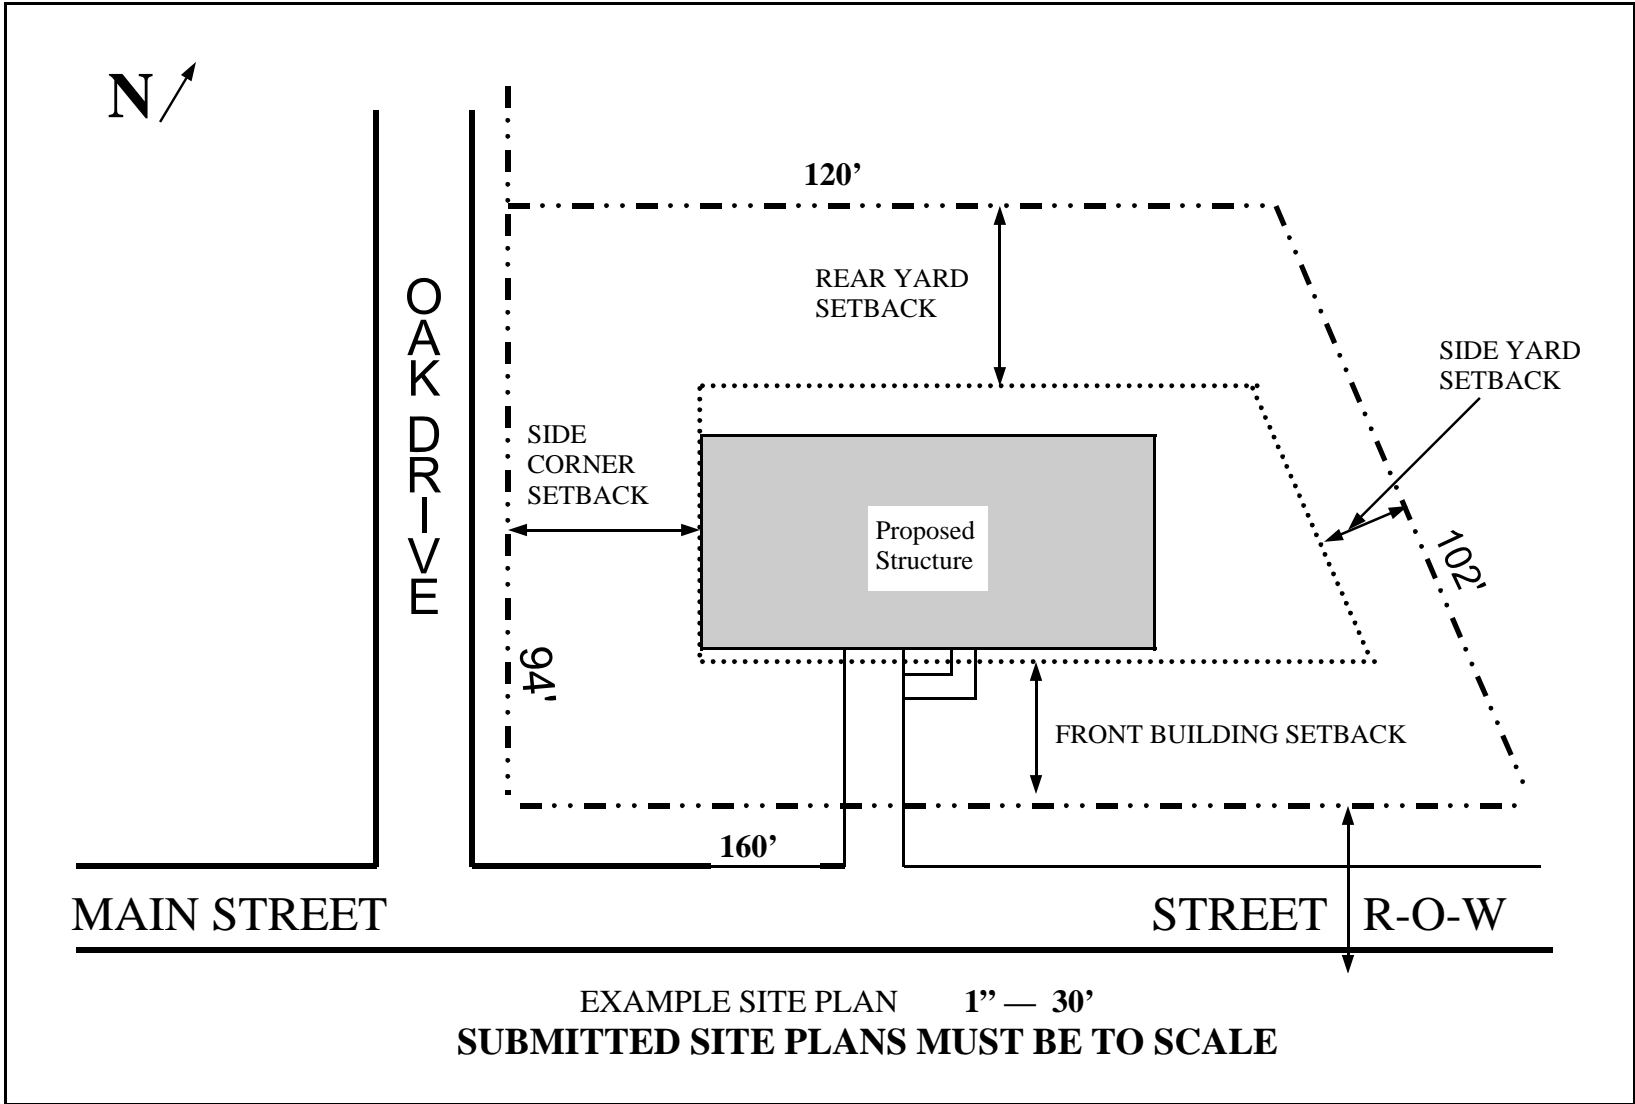 N
120’
REAR YARD
SETBACK
SIDE YARD
SETBACK
OAK DRIVE
SIDE
CORNER
SETBACK
Proposed
Structure
102'
94'
FRONT BUILDING SETBACK
160’
MAIN STREET
STREET R-O-W
EXAMPLE SITE PLAN 1” — 30’
SUBMITTED SITE PLANS MUST BE TO SCALE